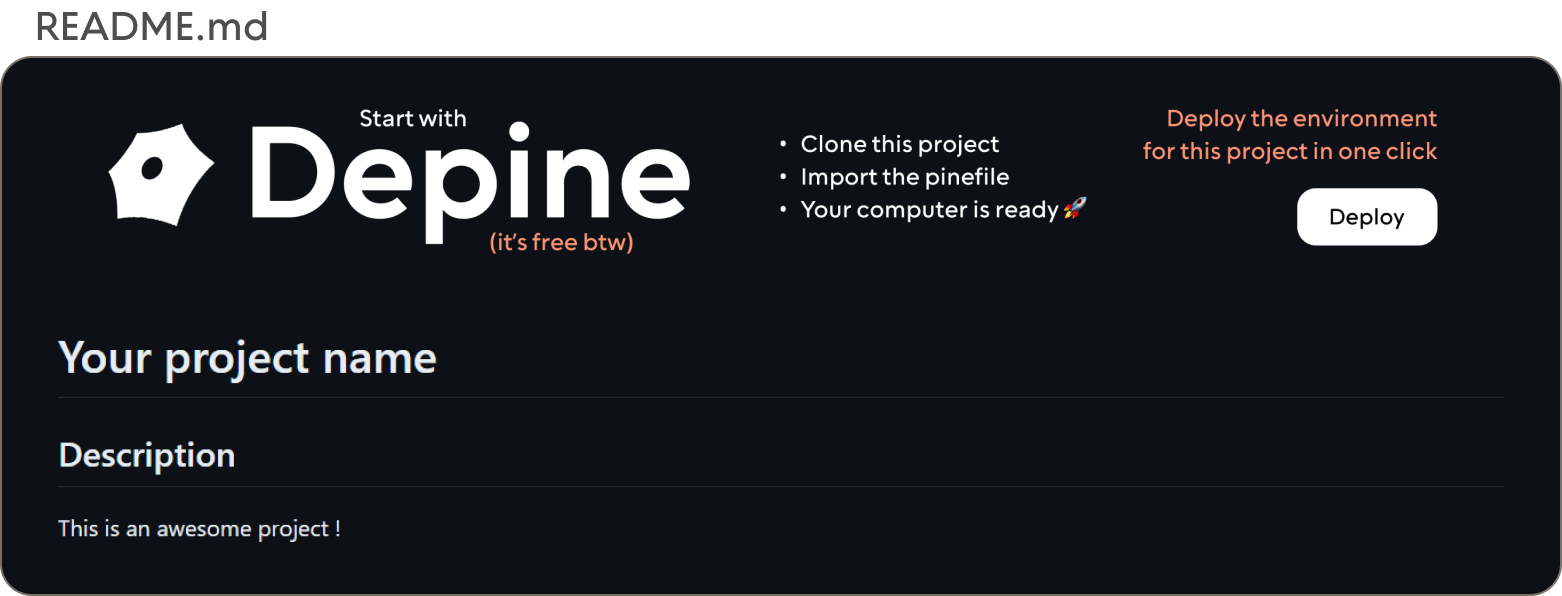 README.md
Start with
Depine
(it's free btw)
• Clone this project
• Import the pinefile
• Your computer is ready 🚀
Deploy the environment
for this project in one click
Deploy
Your project name
Description
This is an awesome project !